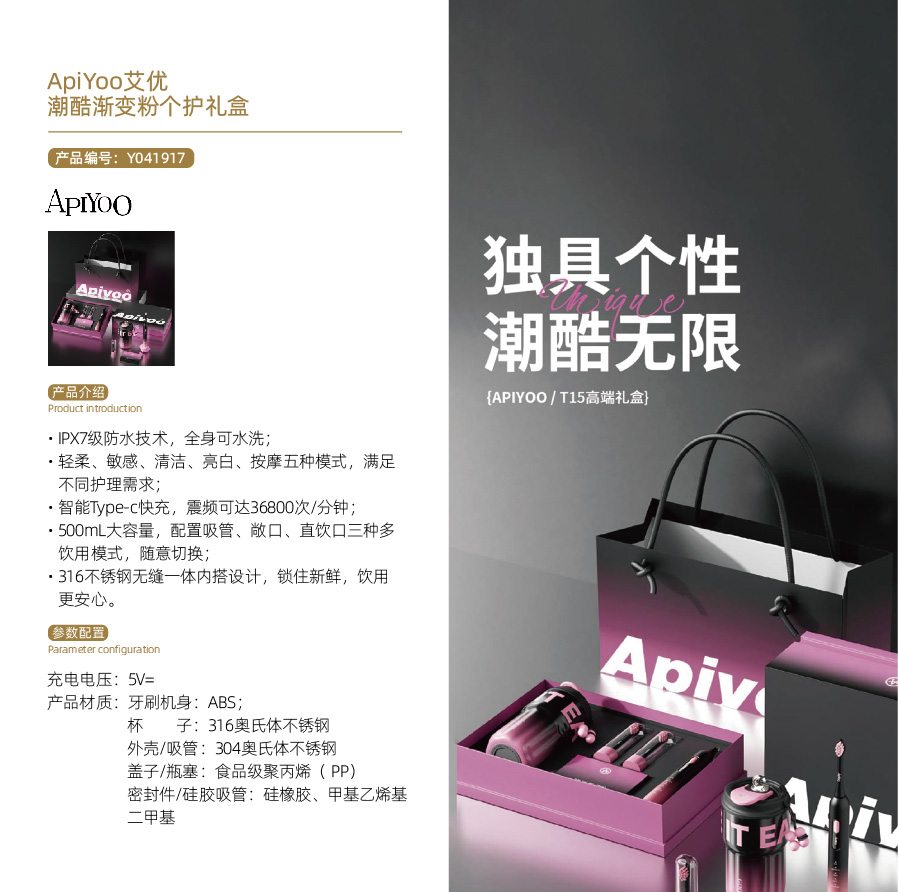 ApiYoo艾优
潮酷渐变粉个护礼盒
产品编号：Y041917
APIYOO
Apiyoo
Apiyoo
产品介绍
Product introduction
• IPX7级防水技术，全身可水洗；
• 轻柔、敏感、清洁、亮白、按摩五种模式，满足
不同护理需求；
• 智能Type-c快充，震频可达36800次/分钟；
• 500mL大容量，配置吸管、敞口、直饮口三种多
饮用模式，随意切换；
• 316不锈钢无缝一体内搭设计，锁住新鲜，饮用
更安心。
参数配置
Parameter configuration
充电电压：5V=
产品材质：牙刷机身：ABS；
杯 子：316奥氏体不锈钢
外壳/吸管：304奥氏体不锈钢
盖子/瓶塞：食品级聚丙烯（ PP）
密封件/硅胶吸管：硅橡胶、甲基乙烯基
二甲基
独具个性
Unique
潮酷无限
{APIYOO / T15高端礼盒}
Apiyo
T EA
Apiy
IT EA